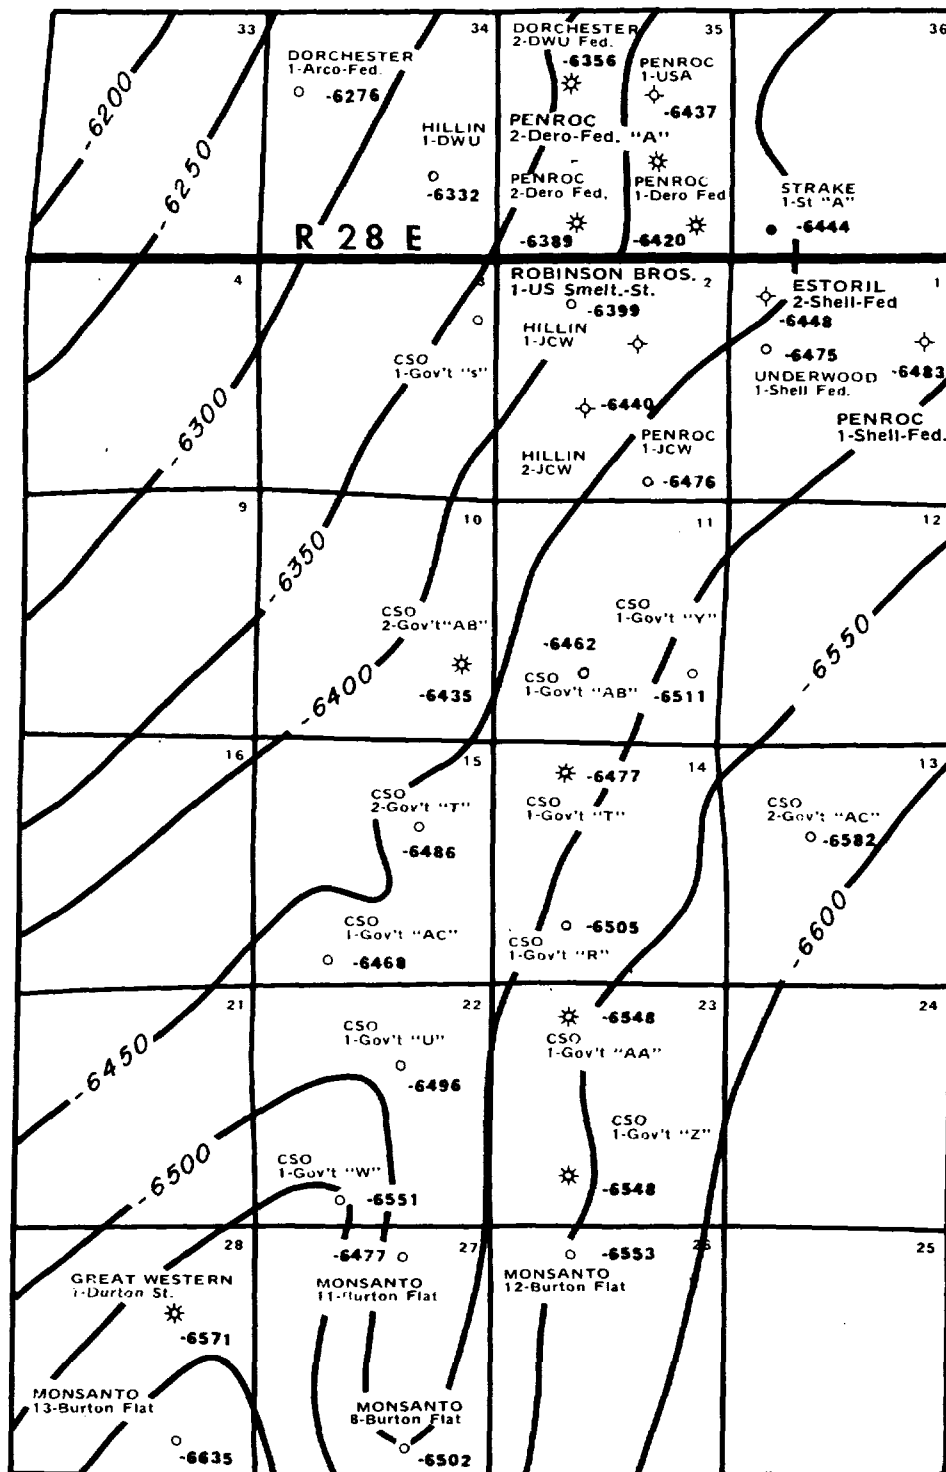 33
34
35
36
DORCHESTER
1-Arco-Fed.
-6276
DORCHESTER
2-DWU Fed.
-6356
PENROC
1-USA
-6437
-6200
-6250
HILLIN
1-DWU
-6332
PENROC
2-Dero-Fed. "A"
PENROC
2-Dero Fed.
-6389
PENROC
1-Dero Fed
-6420
STRAKE
1-St "A"
-6444
R 28 E
4
3
2
1
ROBINSON BROS.
1-US Smelt.-St.
-6399
ESTORIL
2-Shell-Fed
-6448
HILLIN
1-JCW
CSO
1-Gov't "s"
-6475
UNDERWOOD
1-Shell Fed.
-6483
-6300
-6440
PENROC
1-Shell-Fed.
HILLIN
2-JCW
PENROC
1-JCW
-6476
9
10
11
12
-6350
CSO
2-Gov't "AB"
-6435
CSO
1-Gov't "Y"
-6462
CSO
1-Gov't "AB"
-6511
-6550
-6400
16
15
14
13
-6477
CSO
2-Gov't "T"
-6486
CSO
1-Gov't "T"
CSO
2-Gov't "AC"
-6582
CSO
1-Gov't "AC"
-6468
-6505
CSO
1-Gov't "R"
-6600
21
22
23
24
-6548
CSO
1-Gov't "U"
-6496
CSO
1-Gov't "AA"
-6450
CSO
1-Gov't "Z"
-6500
CSO
1-Gov't "W"
-6551
-6548
28
27
26
25
-6477
-6553
GREAT WESTERN
1-Durton St.
-6571
MONSANTO
11-Burton Flat
MONSANTO
12-Burton Flat
MONSANTO
13-Burton Flat
-6635
MONSANTO
8-Burton Flat
-6502